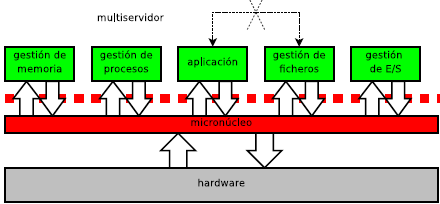 multiservidor
gestión de
memoria
gestión de
procesos
aplicación
gestión de
ficheros
gestión
de E/S
micronúcleo
hardware